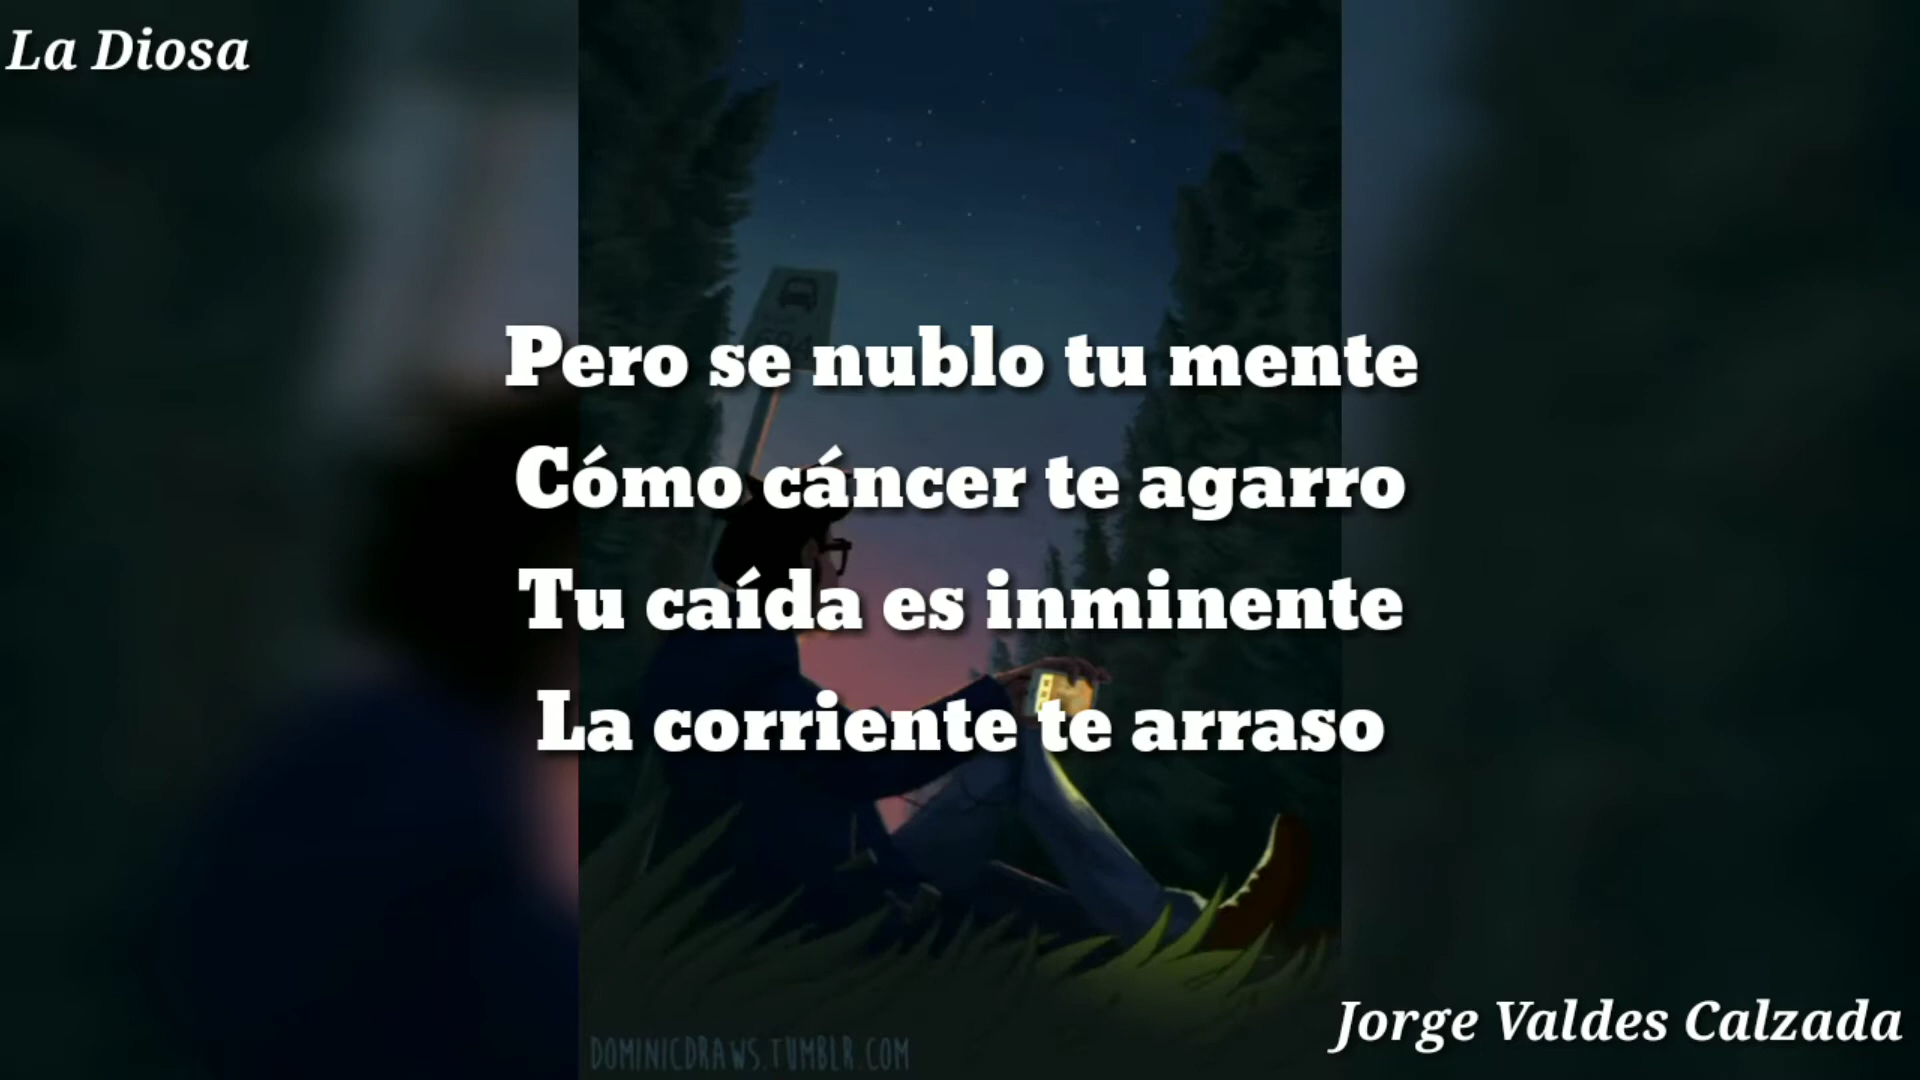 La Diosa
Pero se nublo tu mente
Cómo cáncer te agarro
Tu caída es inminente
La corriente te arraso
Jorge Valdes Calzada
DOMINICDRAWS.TUMBLR.COM